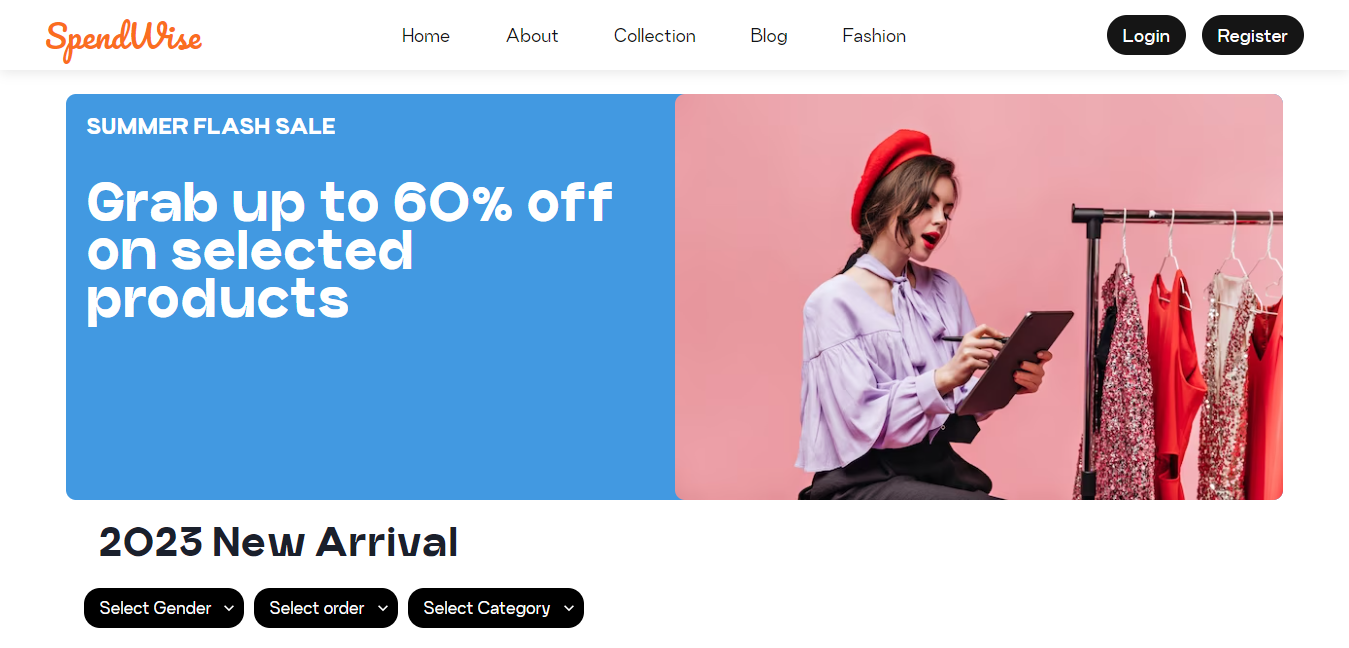 SpendWise
Home About Collection Blog Fashion Login Register
SUMMER FLASH SALE
Grab up to 60% off
on selected
products
2023 New Arrival
Select Gender Select order Select Category